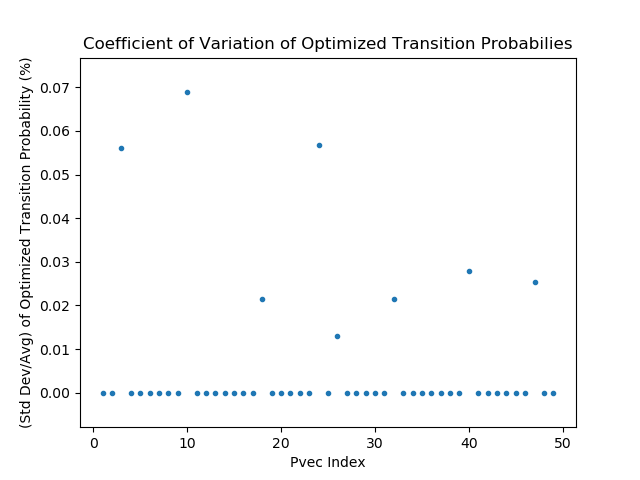 Coefficient of Variation of Optimized Transition Probabilies
(Std Dev/Avg) of Optimized Transition Probability (%)
0.07
0.06
0.05
0.04
0.03
0.02
0.01
0.00
0 10 20 30 40 50
Pvec Index